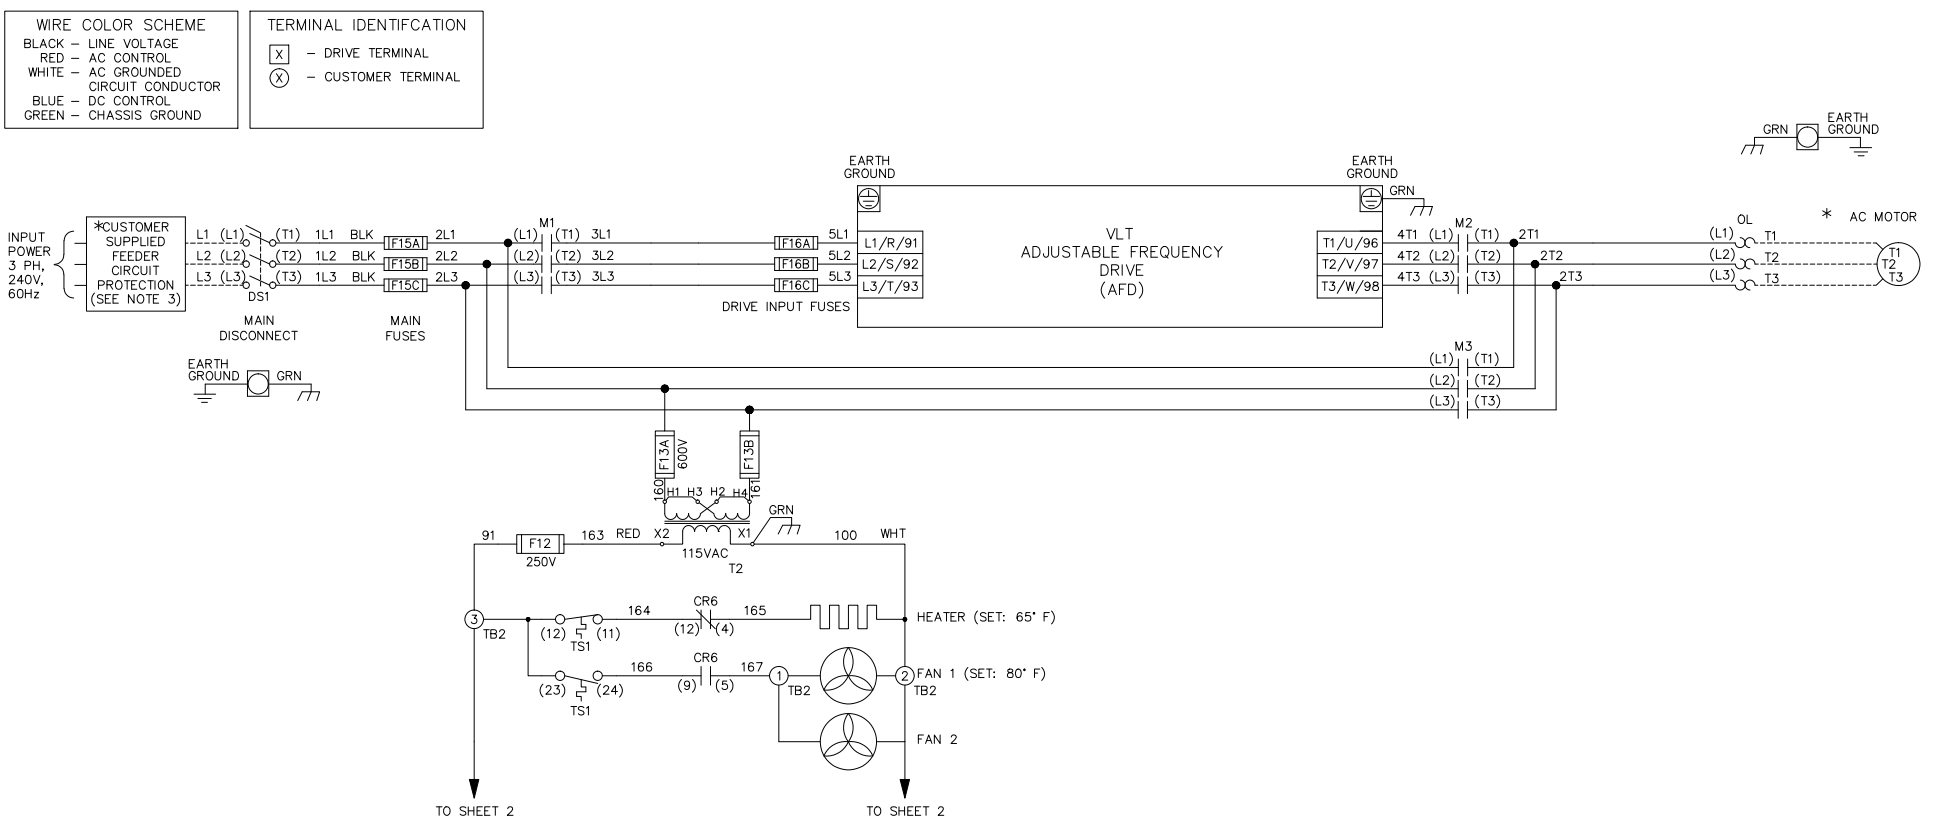 WIRE COLOR SCHEME
BLACK – LINE VOLTAGE
RED – AC CONTROL
WHITE – AC GROUNDED
CIRCUIT CONDUCTOR
BLUE – DC CONTROL
GREEN – CHASSIS GROUND
TERMINAL IDENTIFCATION
X – DRIVE TERMINAL
X – CUSTOMER TERMINAL
GRN
EARTH
GROUND
EARTH
GROUND
EARTH
GROUND
GRN
INPUT
POWER
3 PH,
240V,
60Hz
*CUSTOMER
SUPPLIED
FEEDER
CIRCUIT
PROTECTION
(SEE NOTE 3)
L1 (L1) (T1) 1L1 BLK F15A 2L1 (L1) M1 (T1) 3L1 F16A 5L1 L1/R/91
L2 (L2) (T2) 1L2 BLK F15B 2L2 (L2) (T2) 3L2 F16B 5L2 L2/S/92
L3 (L3) (T3) 1L3 BLK F15C 2L3 (L3) (T3) 3L3 F16C 5L3 L3/T/93
DS1
MAIN
DISCONNECT
MAIN
FUSES
DRIVE INPUT FUSES
VLT
ADJUSTABLE FREQUENCY
DRIVE
(AFD)
T1/U/96 4T1 (L1) M2 (T1) 2T1 (L1) OL T1
T2/V/97 4T2 (L2) (T2) 2T2 (L2) T2
T3/W/98 4T3 (L3) (T3) 2T3 (L3) T3
* AC MOTOR
T1
T2
T3
EARTH
GROUND
GRN
M3
(L1) (T1)
(L2) (T2)
(L3) (T3)
F13A
600V
F13B
160
H1 H3 H2 H4
161
GRN
91 F12 163 RED X2 X1 100 WHT
250V
115VAC
T2
3
TB2
(12) (11)
TS1
164
CR6
(12) (4)
165
HEATER (SET: 65° F)
(23) (24)
TS1
166
CR6
(9) (5)
167
1
TB2
2
TB2
FAN 1 (SET: 80° F)
FAN 2
TO SHEET 2
TO SHEET 2